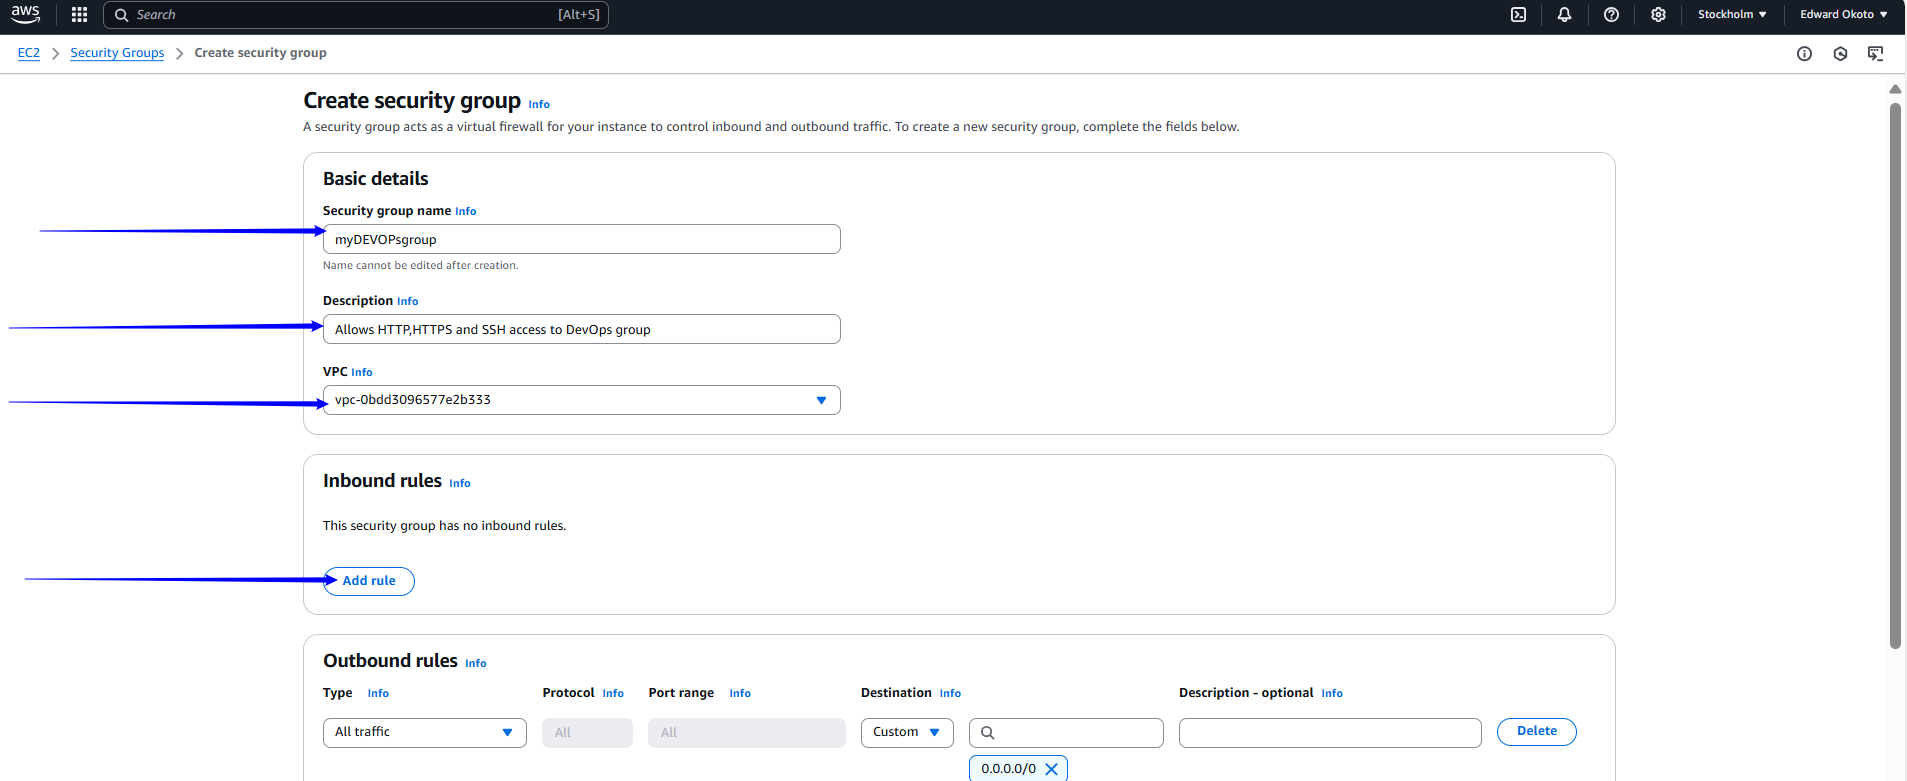 aws Search [Alt+S] Stockholm Edward Okoto
EC2 Security Groups Create security group
Create security group Info
A security group acts as a virtual firewall for your instance to control inbound and outbound traffic. To create a new security group, complete the fields below.
Basic details
Security group name Info
myDEVOPsgroup
Name cannot be edited after creation.
Description Info
Allows HTTP,HTTPS and SSH access to DevOps group
VPC Info
vpc-0bdd3096577e2b333
Inbound rules Info
This security group has no inbound rules.
Add rule
Outbound rules Info
Type Info Protocol Info Port range Info Destination Info Description - optional Info
All traffic All All Custom Delete
0.0.0.0/0